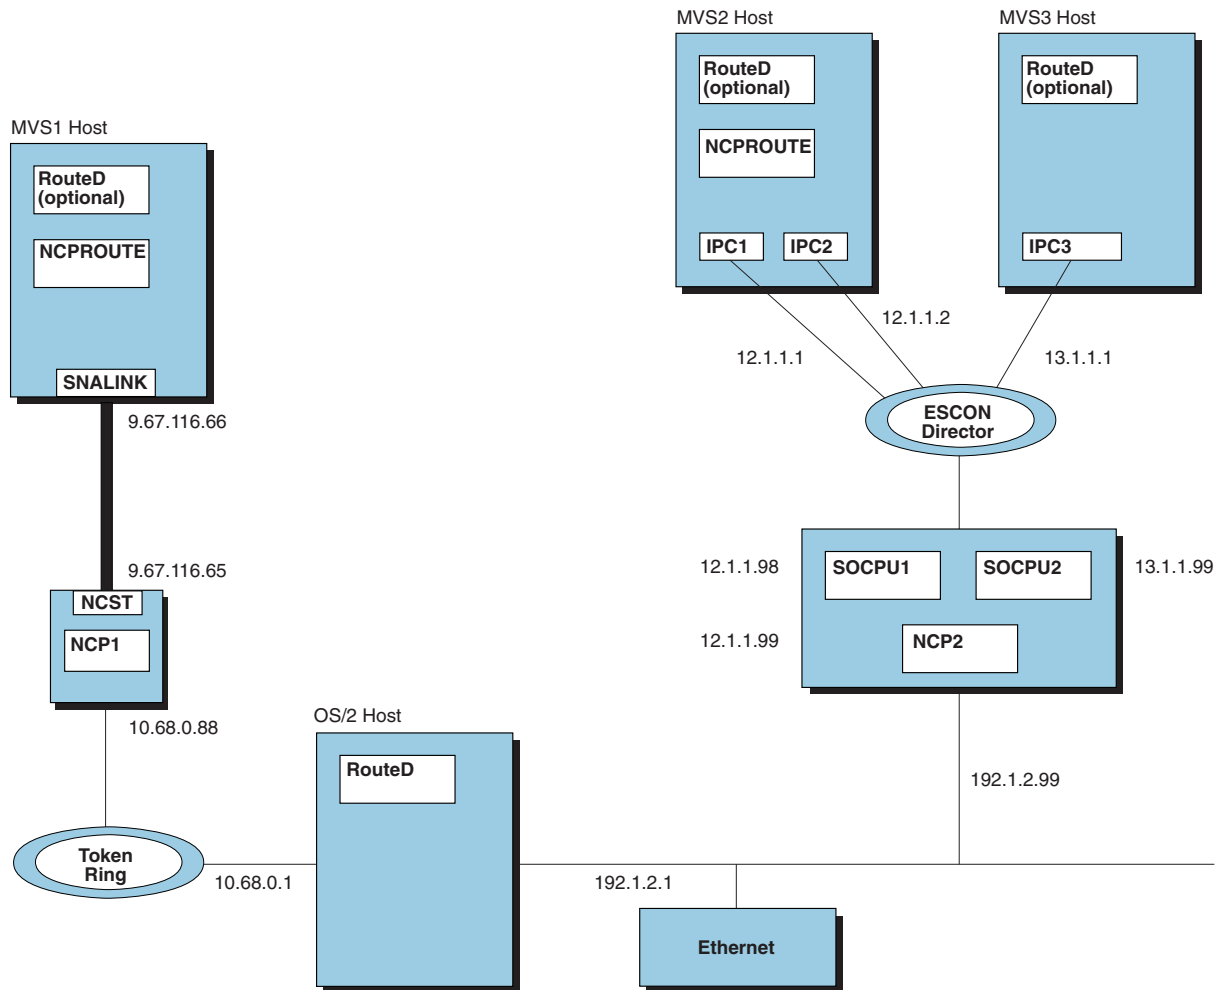 MVS2 Host
MVS3 Host
RouteD
(optional)
RouteD
(optional)
MVS1 Host
NCPROUTE
RouteD
(optional)
NCPROUTE
IPC1
IPC2
IPC3
12.1.1.2
12.1.1.1
13.1.1.1
SNALINK
9.67.116.66
ESCON
Director
9.67.116.65
12.1.1.98
SOCPU1
SOCPU2
13.1.1.99
NCST
NCP1
12.1.1.99
NCP2
10.68.0.88
OS/2 Host
RouteD
192.1.2.99
Token
Ring
10.68.0.1
192.1.2.1
Ethernet